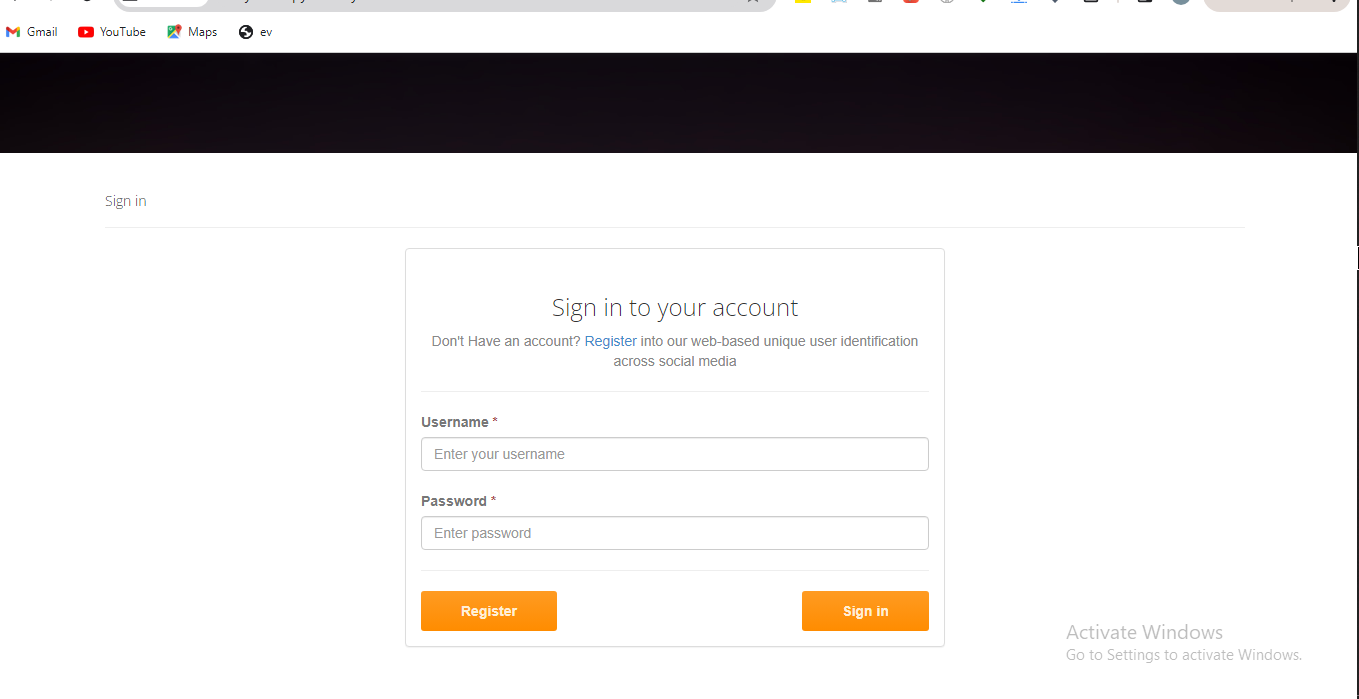 Gmail
YouTube
Maps
ev
Sign in
Sign in to your account
Don't Have an account? Register into our web-based unique user identification
across social media
Username *
Enter your username
Password *
Enter password
Register
Sign in
Activate Windows
Go to Settings to activate Windows.